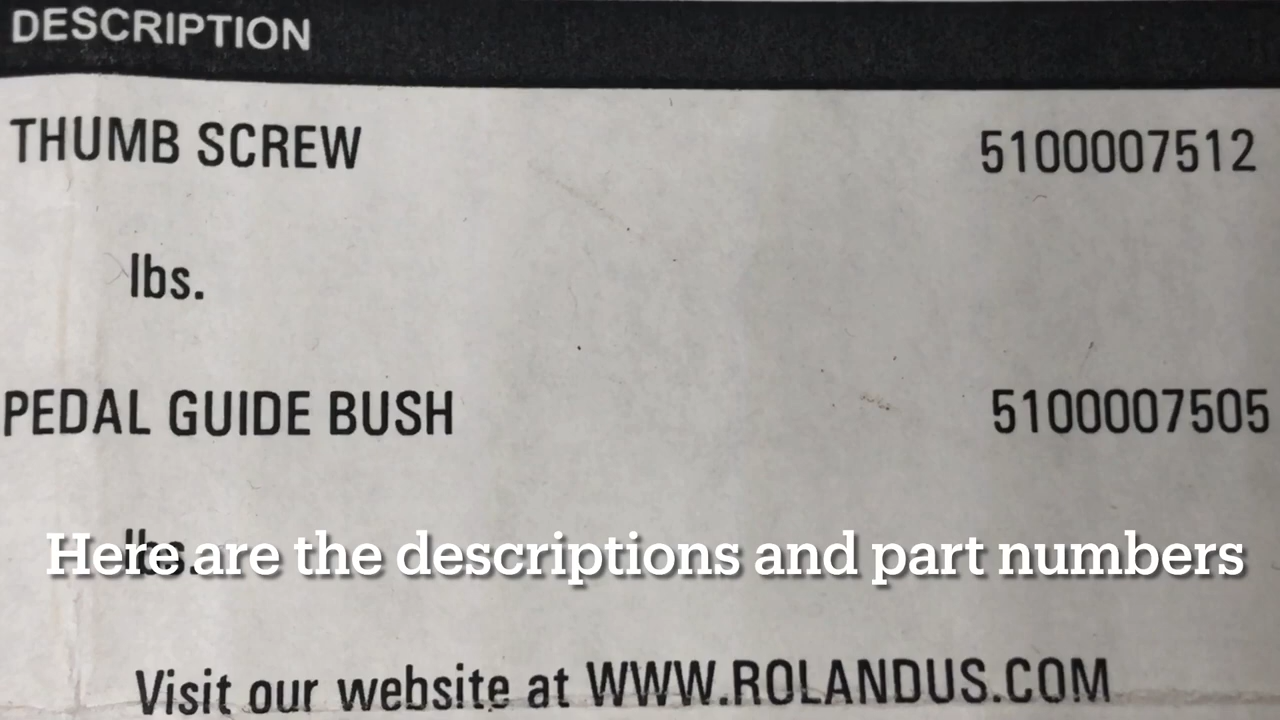 DESCRIPTION
THUMB SCREW 5100007512
lbs.
PEDAL GUIDE BUSH 5100007505
lbs.
Here are the descriptions and part numbers
Visit our website at WWW.ROLANDUS.COM